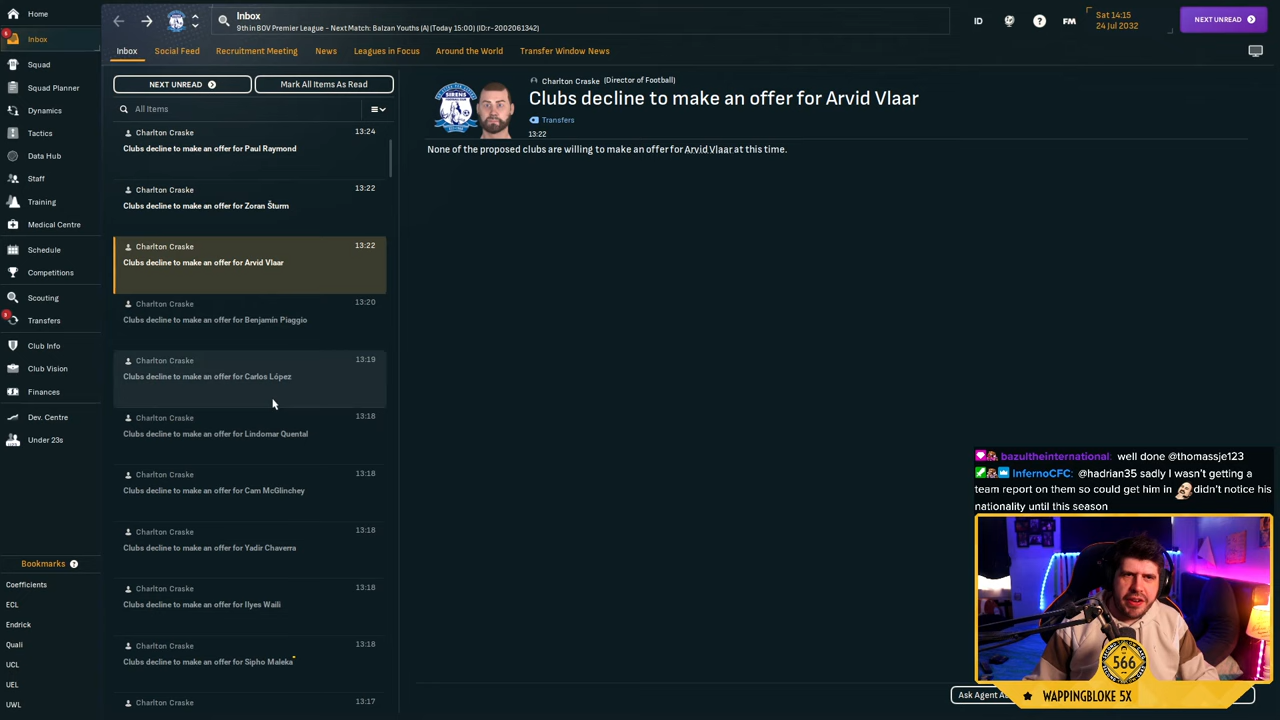 Home
6
Inbox
Squad
Squad Planner
Dynamics
Tactics
Data Hub
Staff
Training
Medical Centre
Schedule
Competitions
Scouting
3
Transfers
Club Info
Club Vision
Finances
Dev. Centre
Under 23s
Bookmarks ?
Coefficients
ECL
Endrick
Quali
UCL
UEL
UWL
Inbox
9th in BOV Premier League - Next Match: Balzan Youths (A) (Today 15:00) (ID:r-2002061342)
ID
?
FM
Sat 14:15
24 Jul 2032
NEXT UNREAD
Inbox
Social Feed
Recruitment Meeting
News
Leagues in Focus
Around the World
Transfer Window News
NEXT UNREAD
Mark All Items As Read
All Items
Charlton Craske 13:24
Clubs decline to make an offer for Paul Raymond
Charlton Craske 13:22
Clubs decline to make an offer for Zoran Šturm
Charlton Craske 13:22
Clubs decline to make an offer for Arvid Vlaar
Charlton Craske 13:20
Clubs decline to make an offer for Benjamín Piaggio
Charlton Craske 13:19
Clubs decline to make an offer for Carlos López
Charlton Craske 13:18
Clubs decline to make an offer for Lindomar Quental
Charlton Craske 13:18
Clubs decline to make an offer for Cam McGlinchey
Charlton Craske 13:18
Clubs decline to make an offer for Yadir Chaverra
Charlton Craske 13:18
Clubs decline to make an offer for Ilyes Waili
Charlton Craske 13:18
Clubs decline to make an offer for Sipho Maleka
Charlton Craske 13:17
SIRENS
Charlton Craske (Director of Football)
Clubs decline to make an offer for Arvid Vlaar
Transfers
13:22
None of the proposed clubs are willing to make an offer for Arvid Vlaar at this time.
bazultheinternational: well done @thomassje123
InfernoCFC: @hadrian35 sadly I wasn't getting a
team report on them so could get him in didn't notice his
nationality until this season
566
Ask Agent
WAPPINGBLOKE 5X